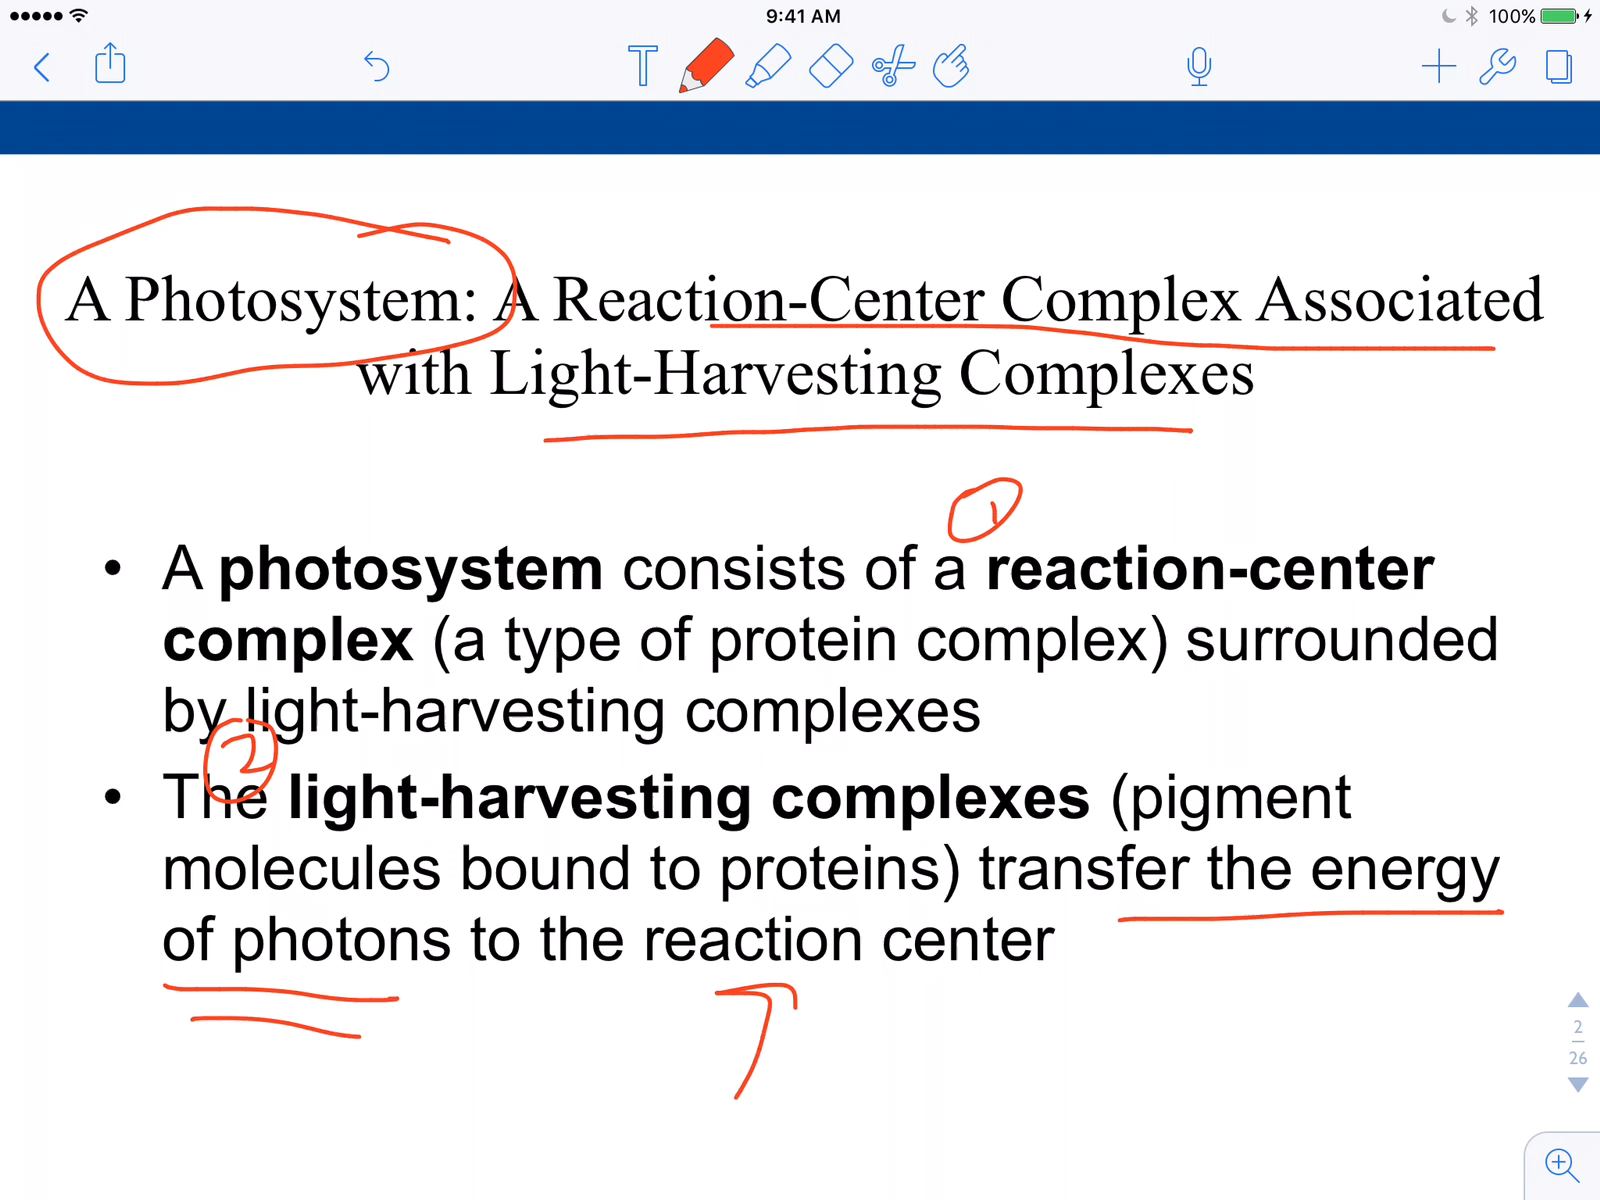 9:41 AM
100%
T
A Photosystem: A Reaction-Center Complex Associated
with Light-Harvesting Complexes
1
• A photosystem consists of a reaction-center
complex (a type of protein complex) surrounded
by light-harvesting complexes
2
• The light-harvesting complexes (pigment
molecules bound to proteins) transfer the energy
of photons to the reaction center
2
26